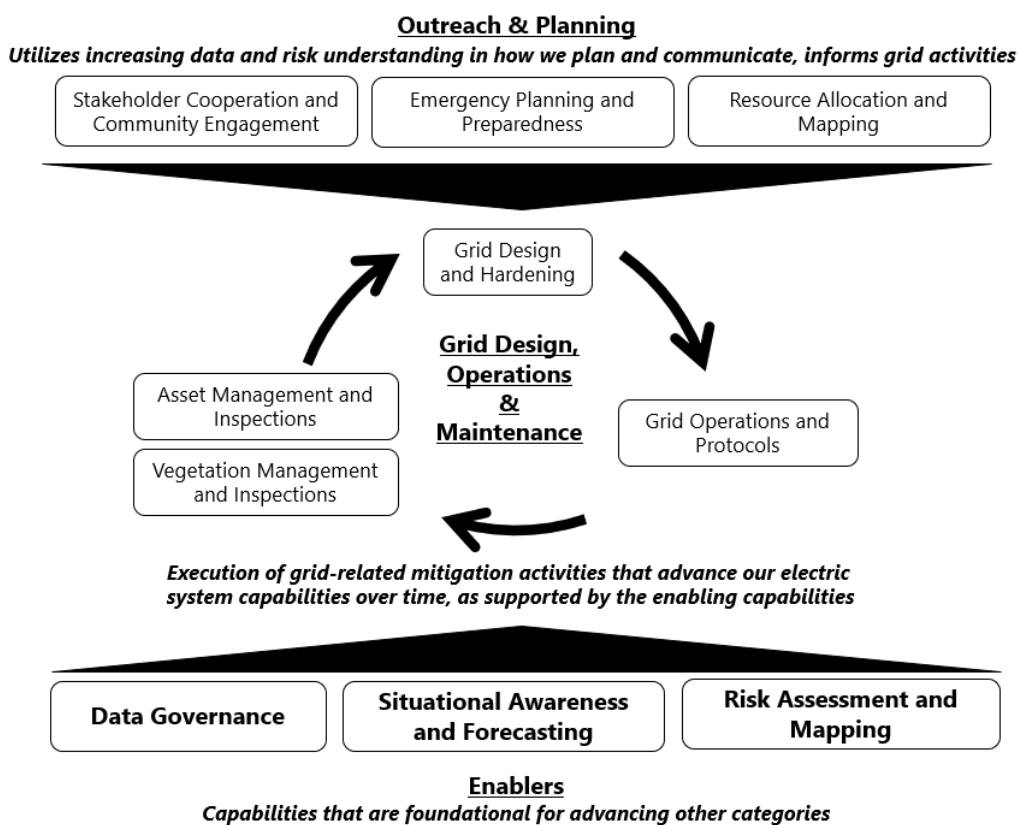 Outreach & Planning
Utilizes increasing data and risk understanding in how we plan and communicate, informs grid activities
Stakeholder Cooperation and
Community Engagement
Emergency Planning and
Preparedness
Resource Allocation and
Mapping
Grid Design
and Hardening
Grid Design,
Operations
&
Maintenance
Asset Management and
Inspections
Grid Operations and
Protocols
Vegetation Management
and Inspections
Execution of grid-related mitigation activities that advance our electric
system capabilities over time, as supported by the enabling capabilities
Data Governance
Situational Awareness
and Forecasting
Risk Assessment and
Mapping
Enablers
Capabilities that are foundational for advancing other categories